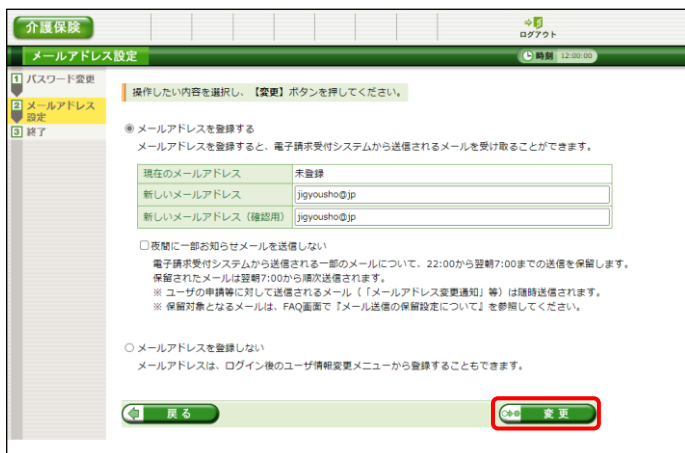 介護保険
ログアウト
メールアドレス設定
時刻 12:00:00
1 パスワード変更
2 メールアドレス
設定
3 終了
操作したい内容を選択し、【変更】ボタンを押してください。
メールアドレスを登録する
メールアドレスを登録すると、電子請求受付システムから送信されるメールを受け取ることができます。
現在のメールアドレス 未登録
新しいメールアドレス jigyousho@jp
新しいメールアドレス（確認用） jigyousho@jp
夜間に一部お知らせメールを送信しない
電子請求受付システムから送信される一部のメールについて、22:00から翌朝7:00までの送信を保留します。
保留されたメールは翌朝7:00から順次送信されます。
※ ユーザの申請等に対して送信されるメール（「メールアドレス変更通知」等）は随時送信されます。
※ 保留対象となるメールは、FAQ画面で『メール送信の保留設定について』を参照してください。
メールアドレスを登録しない
メールアドレスは、ログイン後のユーザ情報変更メニューから登録することもできます。
戻る
変更